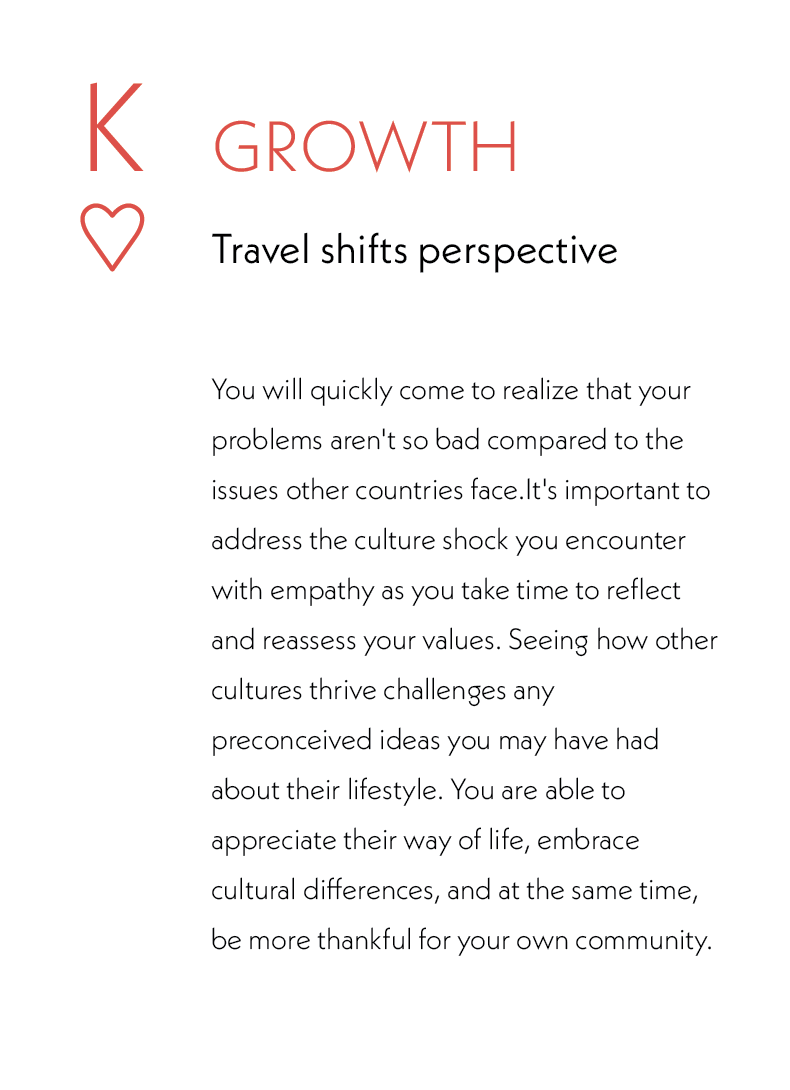 K
GROWTH
♡
Travel shifts perspective
You will quickly come to realize that your
problems aren't so bad compared to the
issues other countries face.It's important to
address the culture shock you encounter
with empathy as you take time to reflect
and reassess your values. Seeing how other
cultures thrive challenges any
preconceived ideas you may have had
about their lifestyle. You are able to
appreciate their way of life, embrace
cultural differences, and at the same time,
be more thankful for your own community.